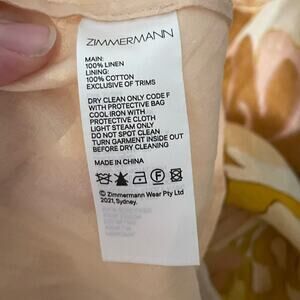 ZIMMERMANN
MAIN:
100% LINEN
LINING:
100% COTTON
EXCLUSIVE OF TRIMS
DRY CLEAN ONLY CODE F
WITH PROTECTIVE BAG
COOL IRON WITH
PROTECTIVE CLOTH
LIGHT STEAM ONLY
DO NOT SPOT CLEAN
TURN GARMENT INSIDE OUT
BEFORE DRY CLEANING
MADE IN CHINA
F
© Zimmermann Wear Pty Ltd
2021, Sydney.